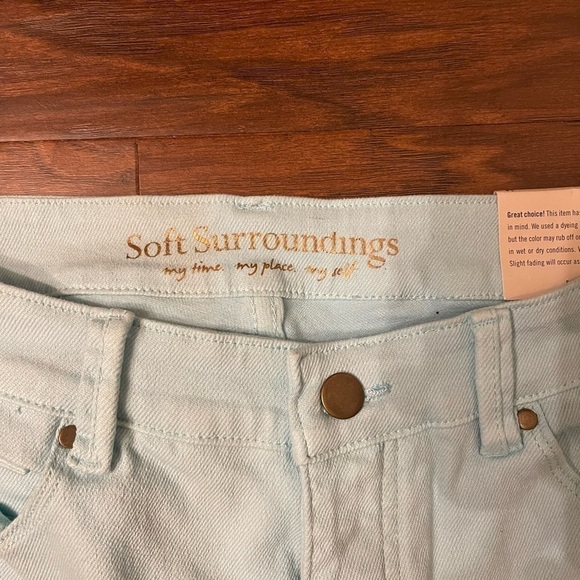 Soft Surroundings
my time. my place. my self
Great choice! This item ha
in mind. We used a dyeing
but the color may rub off o
in wet or dry conditions. W
Slight fading will occur as